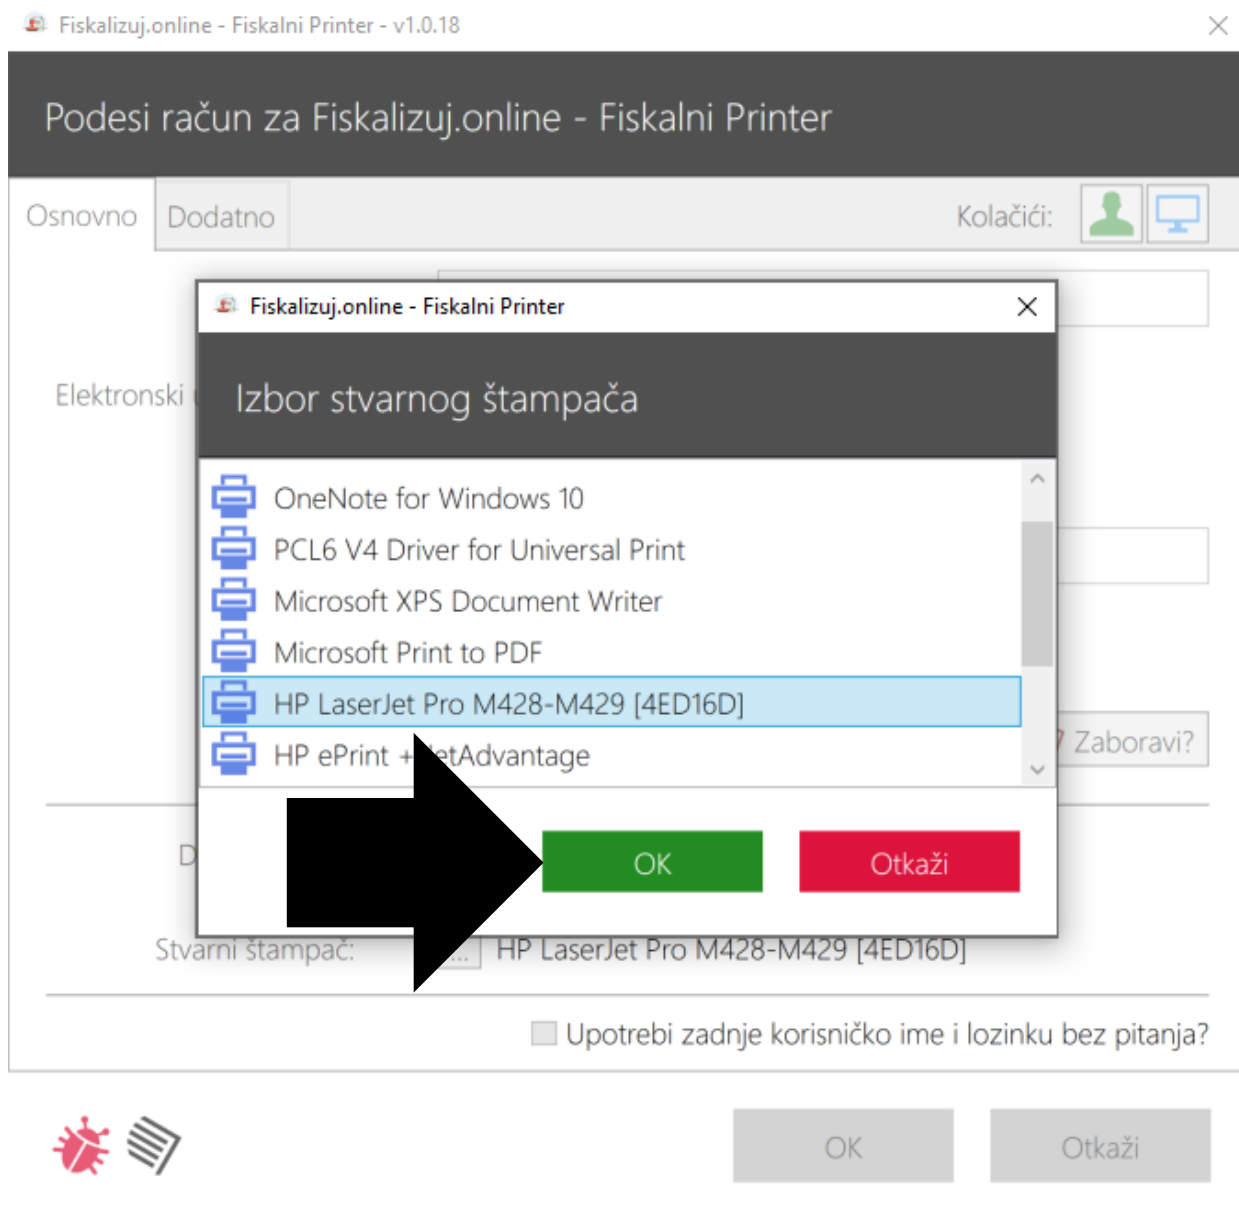 Fiskalizuj.online - Fiskalni Printer - v1.0.18
Podesi račun za Fiskalizuj.online - Fiskalni Printer
Osnovno Dodatno Kolačići:
Fiskalizuj.online - Fiskalni Printer
Elektronski
Izbor stvarnog štampača
OneNote for Windows 10
PCL6 V4 Driver for Universal Print
Microsoft XPS Document Writer
Microsoft Print to PDF
HP LaserJet Pro M428-M429 [4ED16D]
Zaboravi?
HP ePrint + JetAdvantage
D
OK Otkaži
Stvarni štampač: ... HP LaserJet Pro M428-M429 [4ED16D]
Upotrebi zadnje korisničko ime i lozinku bez pitanja?
OK Otkaži